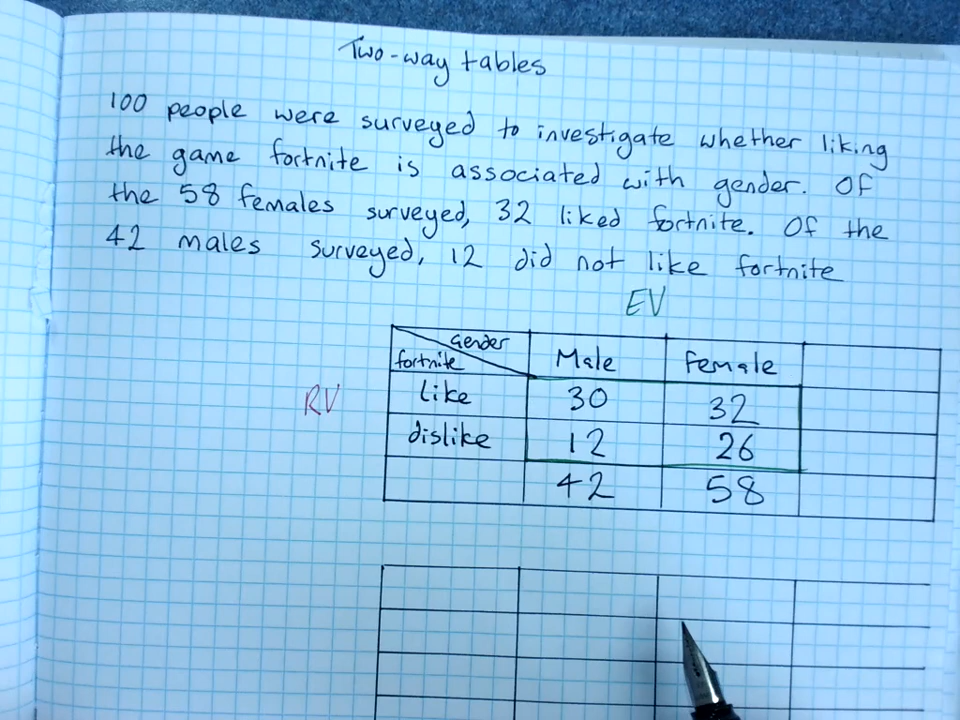 Two-way tables
100 people were surveyed to investigate whether liking
the game fortnite is associated with gender. Of
the 58 females surveyed, 32 liked fortnite. Of the
42 males surveyed, 12 did not like fortnite
EV
Gender
fortnite Male Female
RV like 30 32
dislike 12 26
42 58